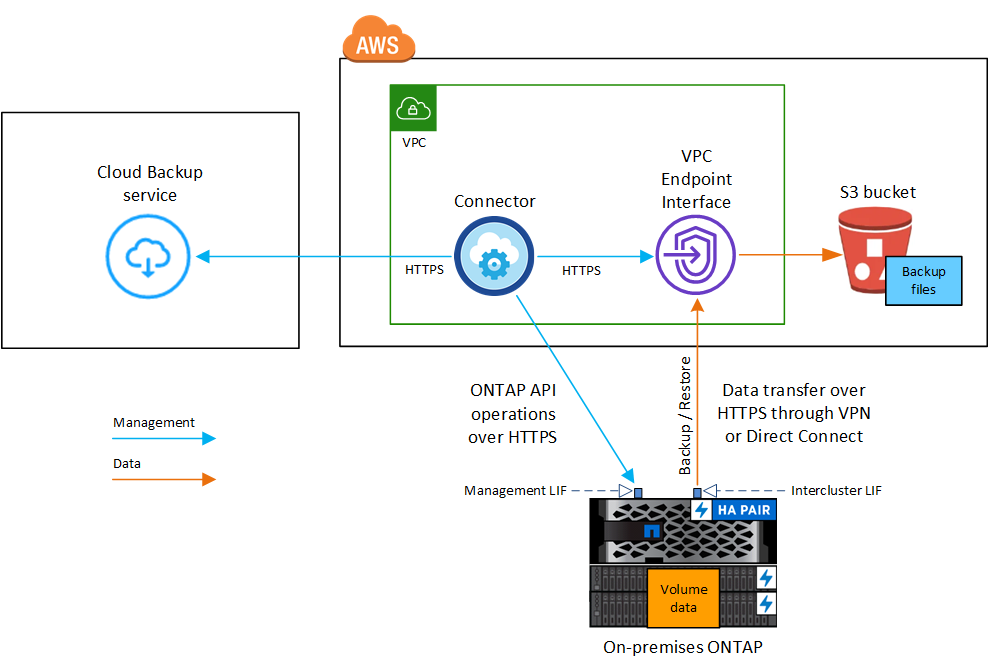 AWS
VPC
Cloud Backup
service
Connector
VPC
Endpoint
Interface
S3 bucket
Backup
files
HTTPS
HTTPS
ONTAP API
operations
over HTTPS
Backup / Restore
Data transfer over
HTTPS through VPN
or Direct Connect
Management
Data
Management LIF
Intercluster LIF
HA PAIR
Volume
data
On-premises ONTAP